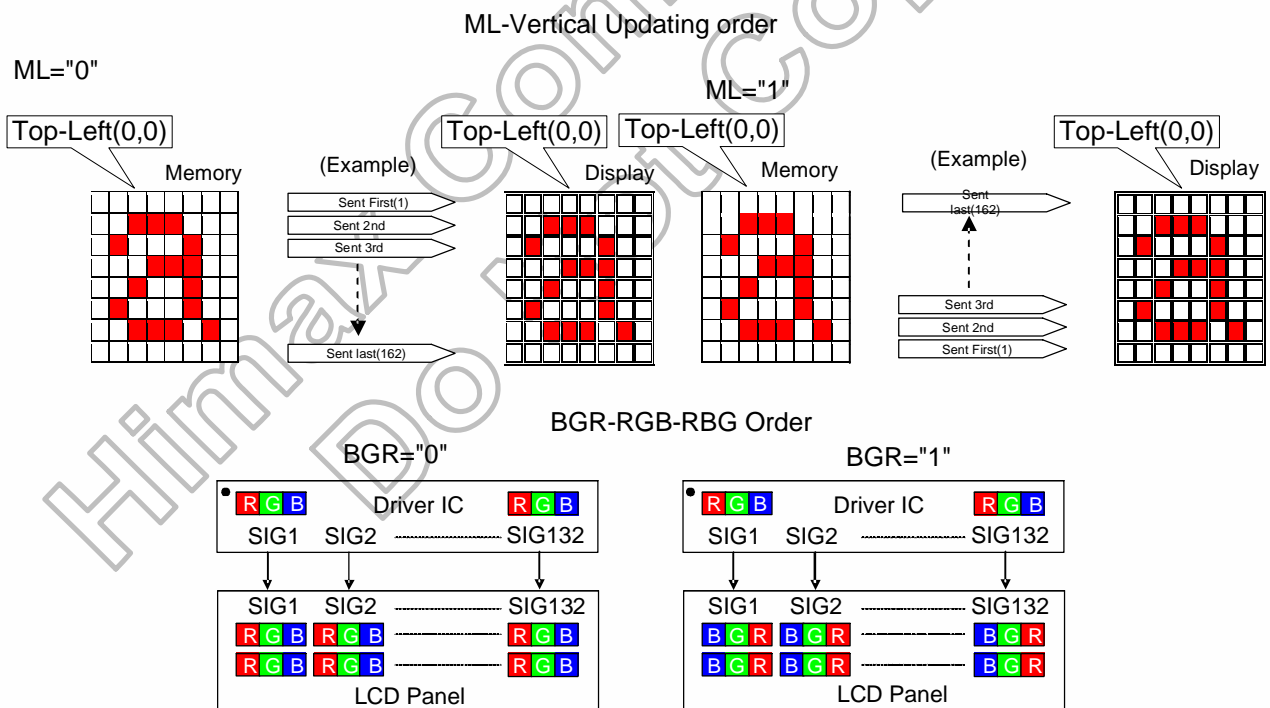 ML-Vertical Updating order
ML="0"
ML="1"
Top-Left(0,0)
Top-Left(0,0)
Top-Left(0,0)
Top-Left(0,0)
Memory
(Example)
Display
Memory
(Example)
Display
Sent First(1)
Sent 2nd
Sent 3rd
Sent last(162)
Sent
last(162)
Sent 3rd
Sent 2nd
Sent First(1)
BGR-RGB-RBG Order
BGR="0"
BGR="1"
R G B Driver IC R G B
SIG1 SIG2 SIG132
SIG1 SIG2 SIG132
R G B R G B R G B
R G B R G B R G B
LCD Panel
R G B Driver IC R G B
SIG1 SIG2 SIG132
SIG1 SIG2 SIG132
B G R B G R B G R
B G R B G R B G R
LCD Panel
Himax
Do not